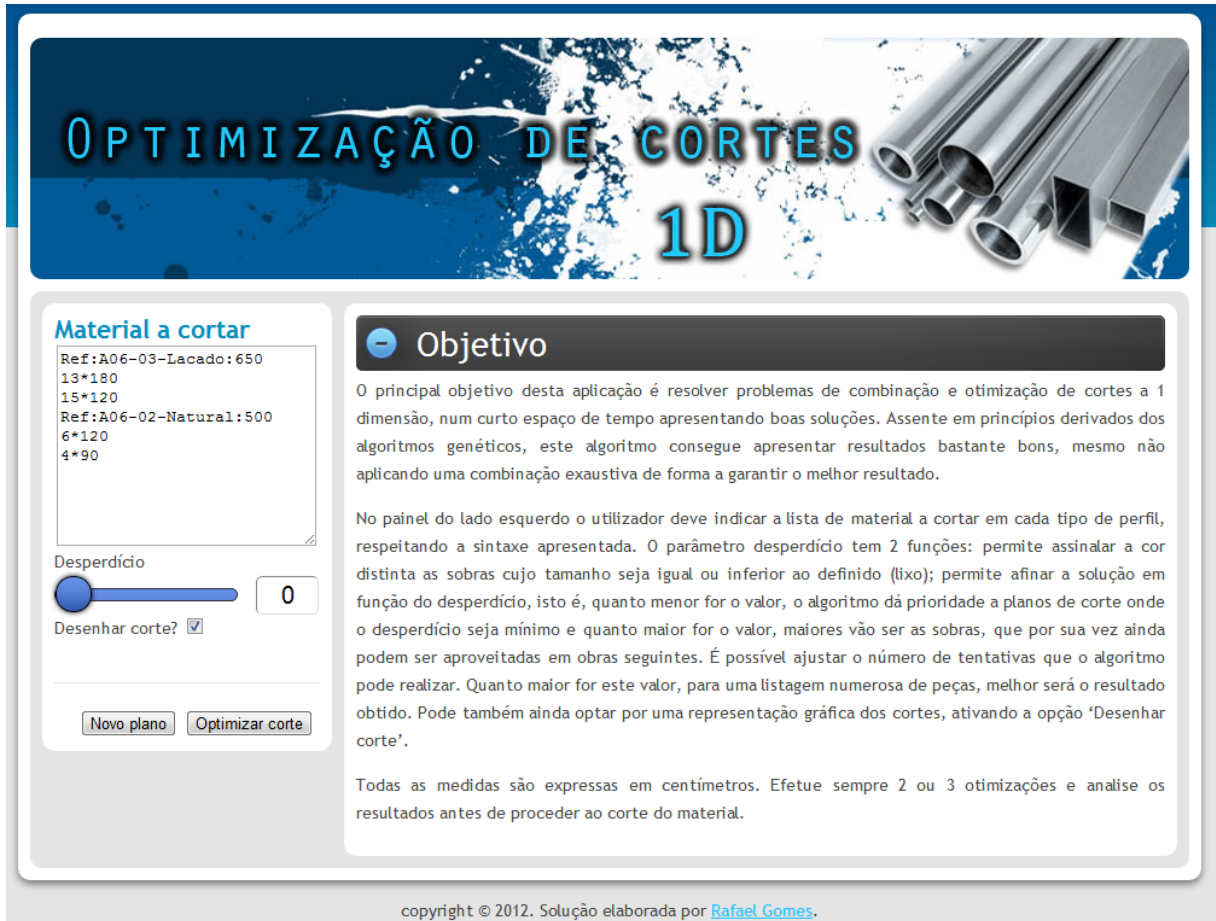 OPTIMIZAÇÃO DE CORTES
1D
Material a cortar
Ref:A06-03-Lacado:650
13*180
15*120
Ref:A06-02-Natural:500
6*120
4*90
Desperdício
0
Desenhar corte?
Novo plano Optimizar corte
Objetivo
O principal objetivo desta aplicação é resolver problemas de combinação e otimização de cortes a 1
dimensão, num curto espaço de tempo apresentando boas soluções. Assente em princípios derivados dos
algoritmos genéticos, este algoritmo consegue apresentar resultados bastante bons, mesmo não
aplicando uma combinação exaustiva de forma a garantir o melhor resultado.
No painel do lado esquerdo o utilizador deve indicar a lista de material a cortar em cada tipo de perfil,
respeitando a sintaxe apresentada. O parâmetro desperdício tem 2 funções: permite assinalar a cor
distinta as sobras cujo tamanho seja igual ou inferior ao definido (lixo); permite afinar a solução em
função do desperdício, isto é, quanto menor for o valor, o algoritmo dá prioridade a planos de corte onde
o desperdício seja mínimo e quanto maior for o valor, maiores vão ser as sobras, que por sua vez ainda
podem ser aproveitadas em obras seguintes. É possível ajustar o número de tentativas que o algoritmo
pode realizar. Quanto maior for este valor, para uma listagem numerosa de peças, melhor será o resultado
obtido. Pode também ainda optar por uma representação gráfica dos cortes, ativando a opção ‘Desenhar
corte’.
Todas as medidas são expressas em centímetros. Efetue sempre 2 ou 3 otimizações e analise os
resultados antes de proceder ao corte do material.
copyright © 2012. Solução elaborada por Rafael Gomes.